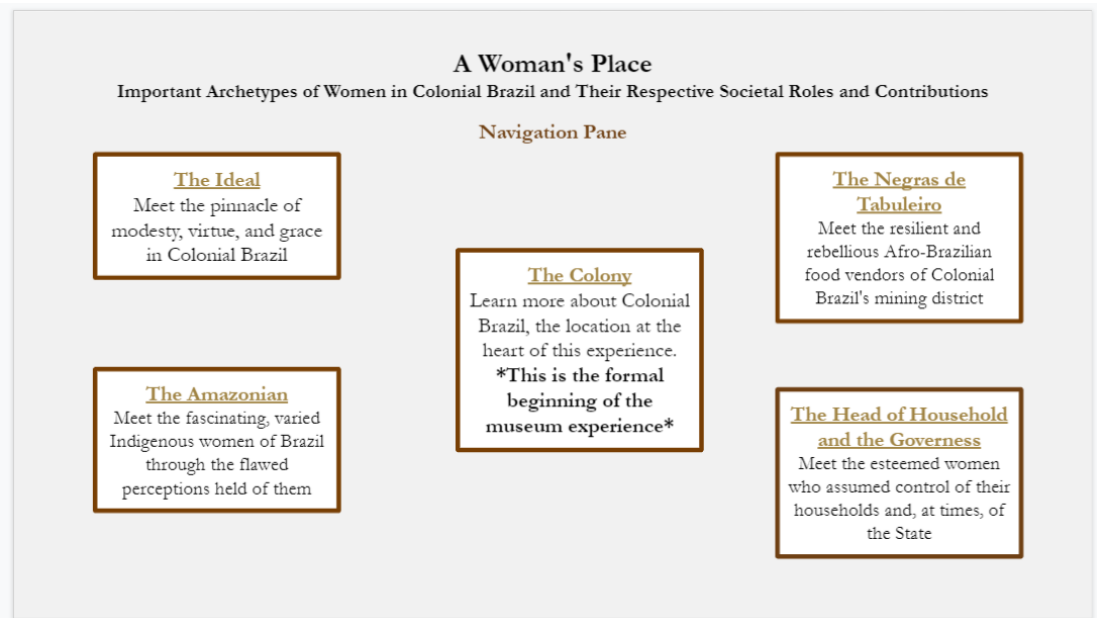 A Woman's Place
Important Archetypes of Women in Colonial Brazil and Their Respective Societal Roles and Contributions
Navigation Pane
The Ideal
Meet the pinnacle of
modesty, virtue, and grace
in Colonial Brazil
The Amazonian
Meet the fascinating, varied
Indigenous women of Brazil
through the flawed
perceptions held of them
The Colony
Learn more about Colonial
Brazil, the location at the
heart of this experience.
*This is the formal
beginning of the
museum experience*
The Negras de
Tabuleiro
Meet the resilient and
rebellious Afro-Brazilian
food vendors of Colonial
Brazil's mining district
The Head of Household
and the Governess
Meet the esteemed women
who assumed control of their
households and, at times, of
the State